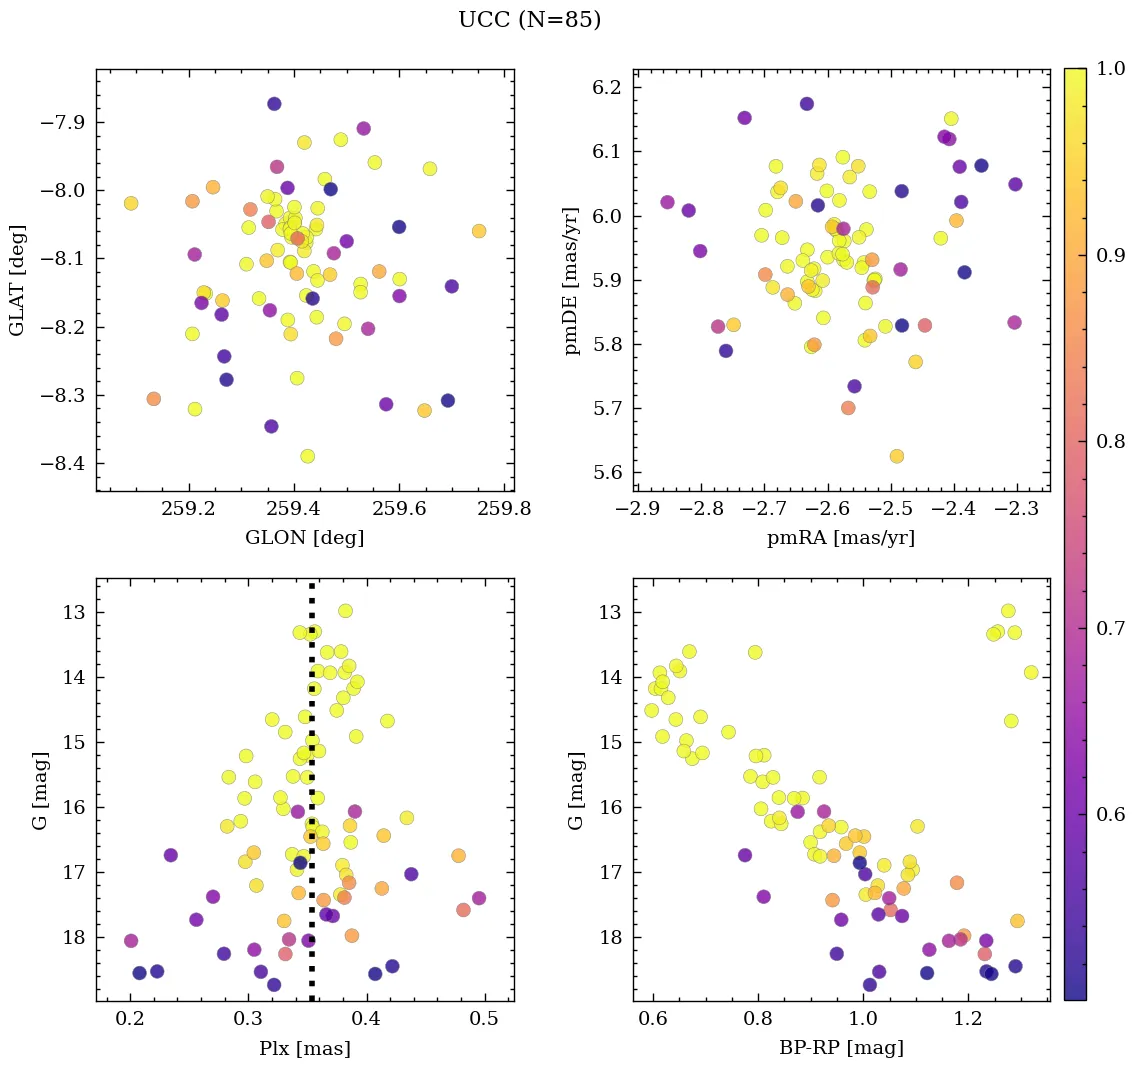 UCC (N=85)
−7.9
−8.0
−8.1
−8.2
−8.3
−8.4
GLAT [deg]
259.2 259.4 259.6 259.8
GLON [deg]
6.2
6.1
6.0
5.9
5.8
5.7
5.6
pmDE [mas/yr]
−2.9 −2.8 −2.7 −2.6 −2.5 −2.4 −2.3
pmRA [mas/yr]
1.0
0.9
0.8
0.7
0.6
13
14
15
16
17
18
G [mag]
0.2 0.3 0.4 0.5
Plx [mas]
13
14
15
16
17
18
G [mag]
0.6 0.8 1.0 1.2
BP-RP [mag]